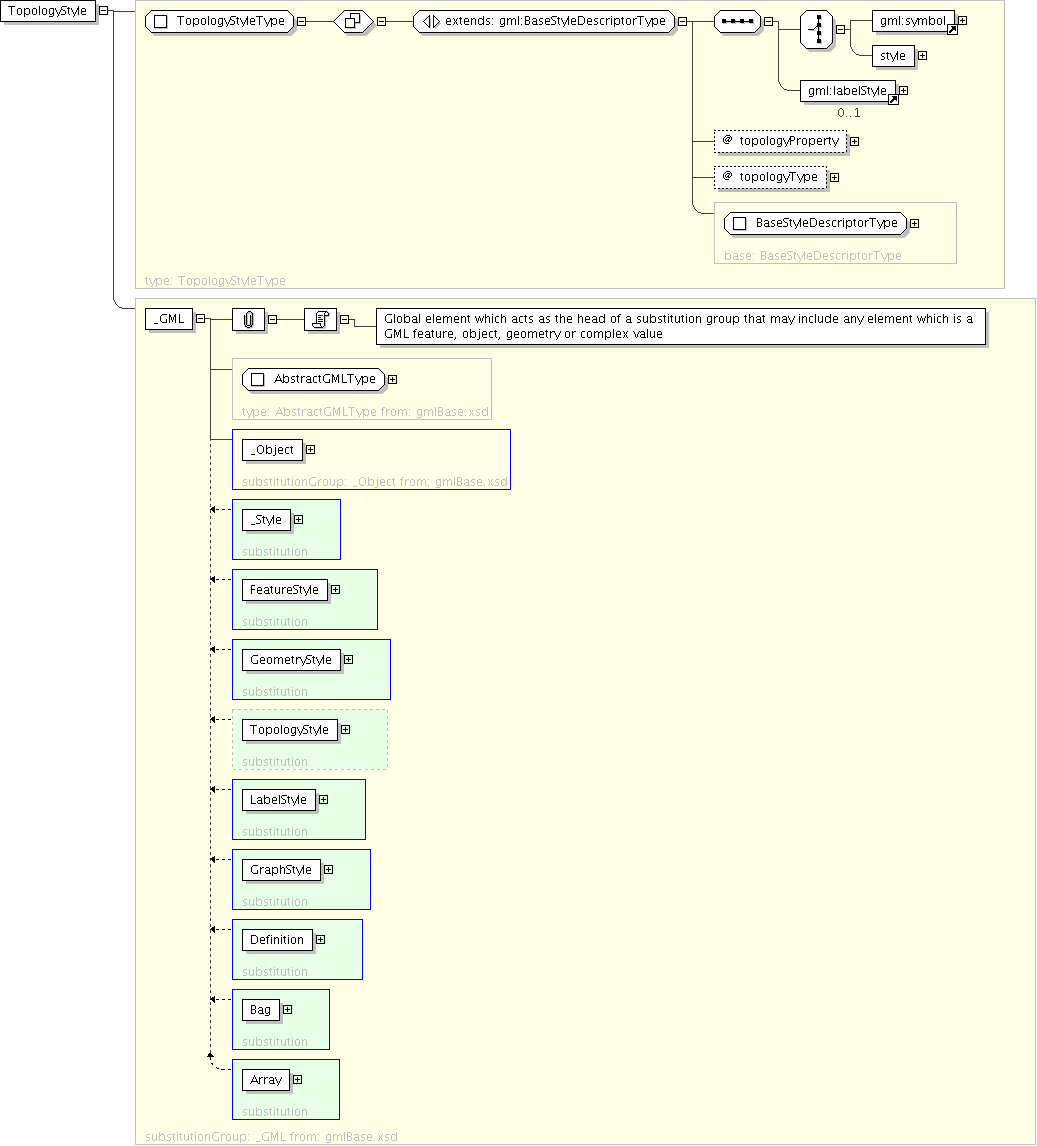 TopologyStyle
TopologyStyleType
extends: gml:BaseStyleDescriptorType
gml:symbol
style
gml:labelStyle
0..1
@ topologyProperty
@ topologyType
BaseStyleDescriptorType
base: BaseStyleDescriptorType
type: TopologyStyleType
_GML
Global element which acts as the head of a substitution group that may include any element which is a
GML feature, object, geometry or complex value
AbstractGMLType
type: AbstractGMLType from: gmlBase.xsd
_Object
substitutionGroup: _Object from: gmlBase.xsd
_Style
substitution
FeatureStyle
substitution
GeometryStyle
substitution
TopologyStyle
substitution
LabelStyle
substitution
GraphStyle
substitution
Definition
substitution
Bag
substitution
Array
substitution
substitutionGroup: _GML from: gmlBase.xsd